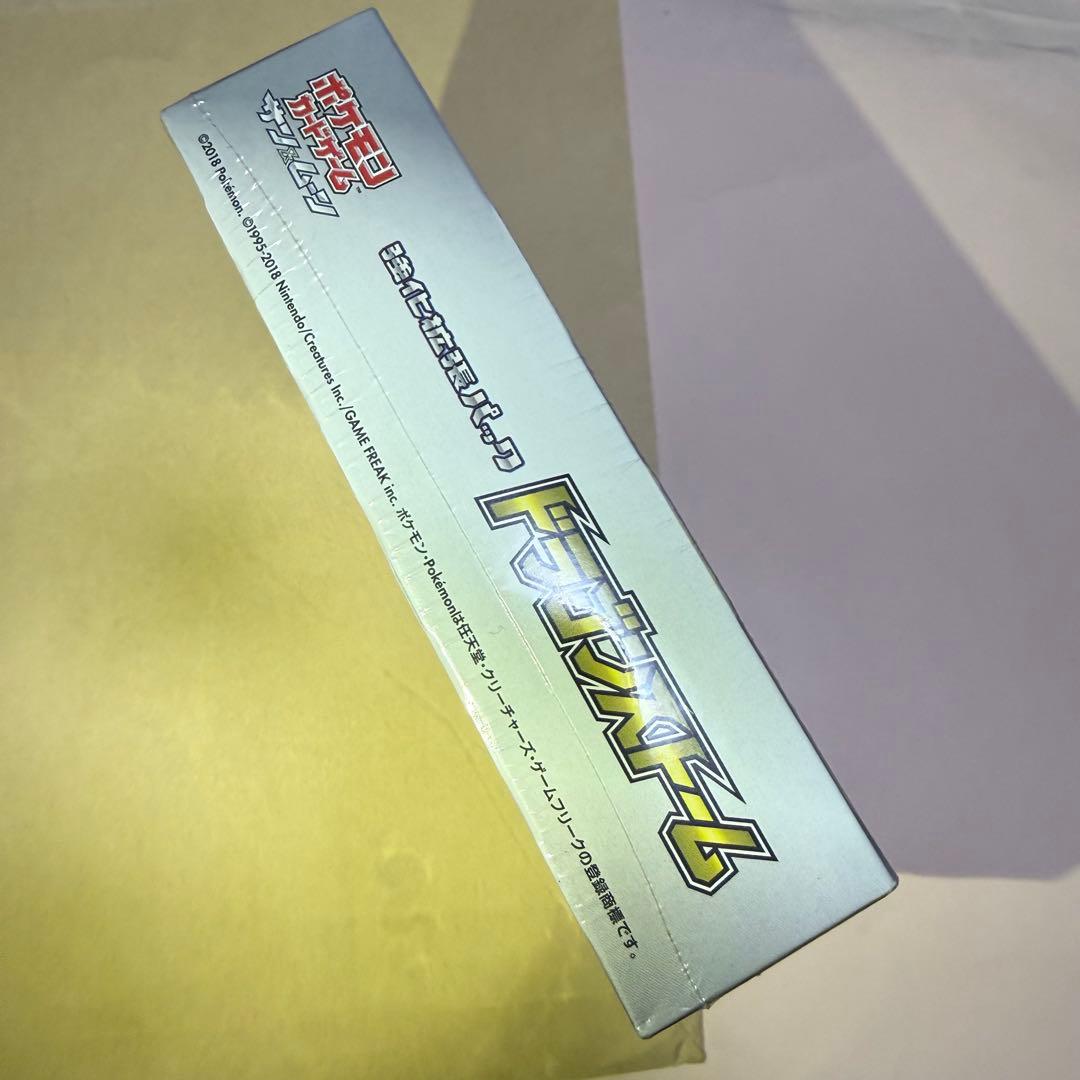 ポケモン
カードゲーム™
サン&ムーン
強化拡張パック
ドラゴンストーム
©2018 Pokémon. ©1995-2018 Nintendo/Creatures Inc./GAME FREAK inc. ポケモン・Pokémonは任天堂・クリーチャーズ・ゲームフリークの登録商標です。